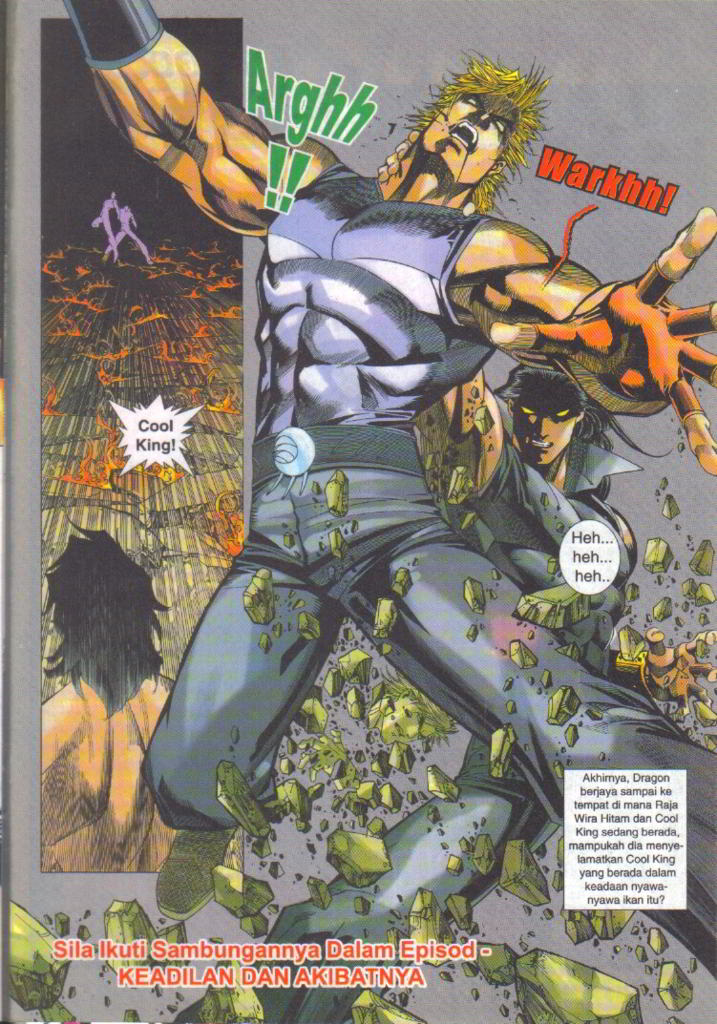 Arghh
!!
Warkhh!
Cool
King!
Heh...
heh...
heh..
Akhirnya, Dragon
berjaya sampai ke
tempat di mana Raja
Wira Hitam dan Cool
King sedang berada,
mampukah dia menye-
lamatkan Cool King
yang berada dalam
keadaan nyawa-
nyawa ikan itu?
Sila Ikuti Sambungannya Dalam Episod -
KEADILAN DAN AKIBATNYA